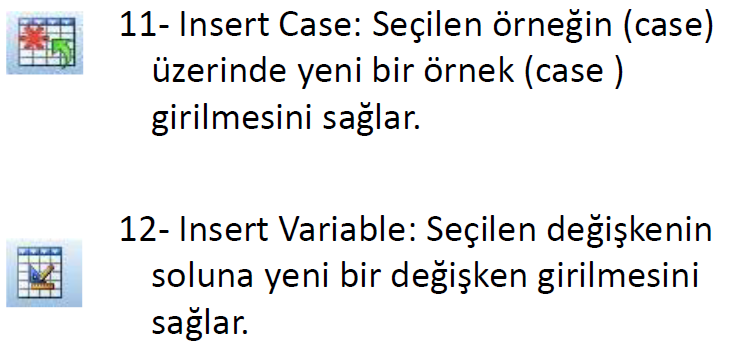 11- Insert Case: Seçilen örneğin (case)
üzerinde yeni bir örnek (case )
girilmesini sağlar.
12- Insert Variable: Seçilen değişkenin
soluna yeni bir değişken girilmesini
sağlar.